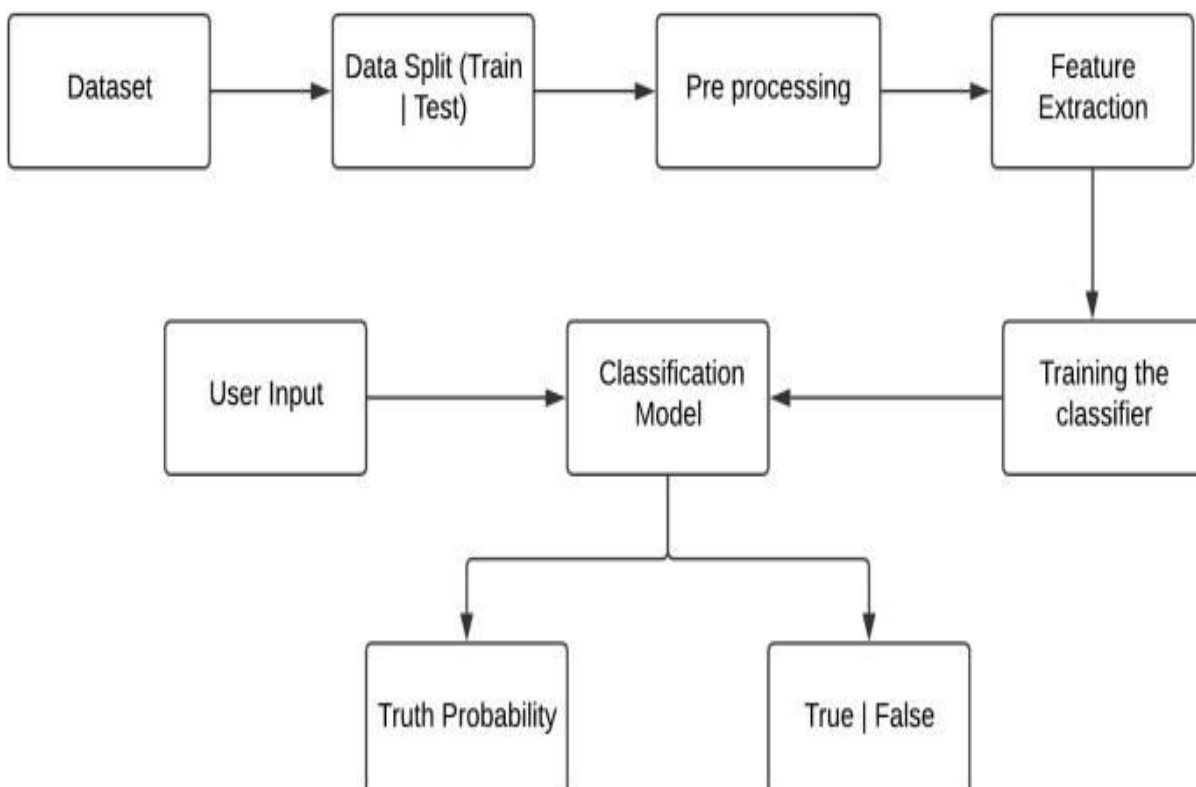 Dataset
Data Split (Train
| Test)
Pre processing
Feature
Extraction
User Input
Classification
Model
Training the
classifier
Truth Probability
True | False